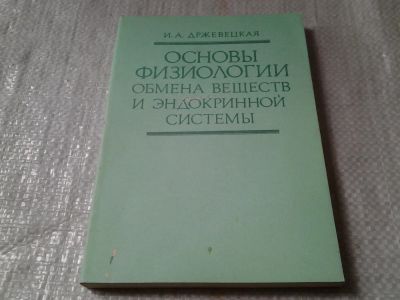 И. А. ДРЖЕВЕЦКАЯ
ОСНОВЫ
ФИЗИОЛОГИИ
ОБМЕНА ВЕЩЕСТВ
И ЭНДОКРИННОЙ
СИСТЕМЫ